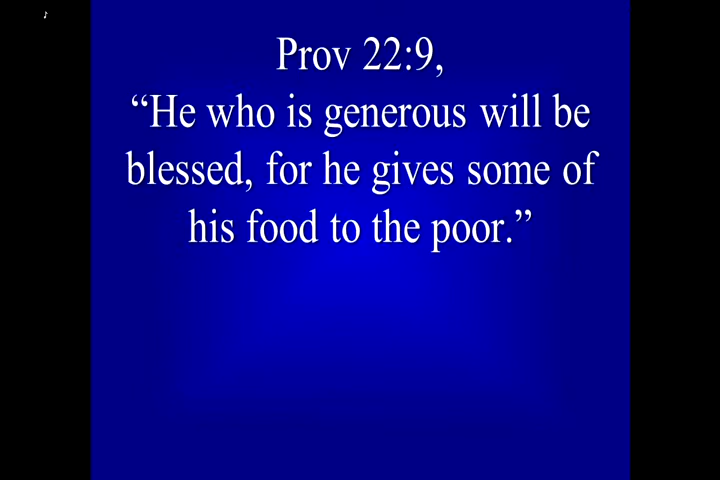 ♪
Prov 22:9,
“He who is generous will be
blessed, for he gives some of
his food to the poor.”